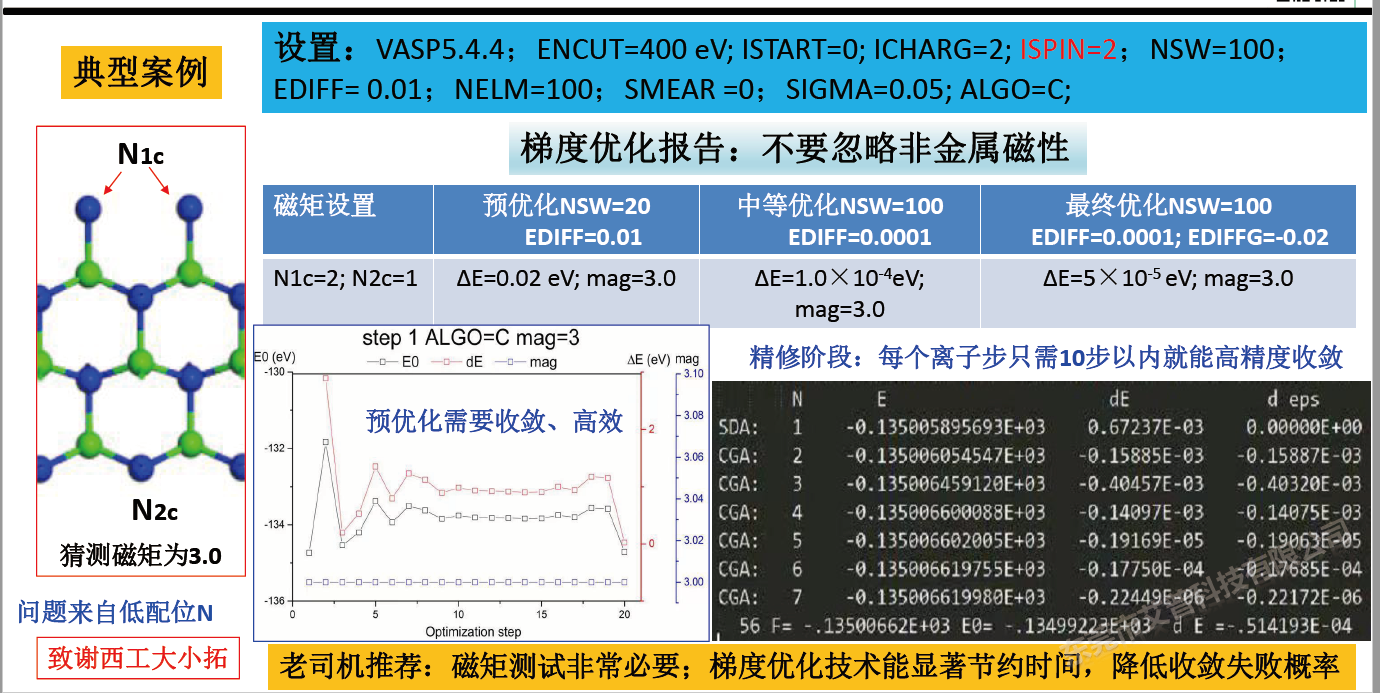 典型案例
设置：VASP5.4.4；ENCUT=400 eV; ISTART=0; ICHARG=2; ISPIN=2；NSW=100；
EDIFF= 0.01；NELM=100；SMEAR =0；SIGMA=0.05; ALGO=C;
梯度优化报告：不要忽略非金属磁性
N1c
N2c
猜测磁矩为3.0
问题来自低配位N
致谢西工大小拓
磁矩设置 预优化NSW=20 中等优化NSW=100 最终优化NSW=100
EDIFF=0.01 EDIFF=0.0001 EDIFF=0.0001; EDIFFG=-0.02
N1c=2; N2c=1 ΔE=0.02 eV; mag=3.0 ΔE=1.0×10-4eV; ΔE=5×10-5 eV; mag=3.0
mag=3.0
step 1 ALGO=C mag=3
E0 (eV) E0 dE mag ΔE (eV) mag
预优化需要收敛、高效
-130
-132
-134
-136
0 5 10 15 20
Optimization step
2
0
3.10
3.08
3.06
3.04
3.02
3.00
精修阶段：每个离子步只需10步以内就能高精度收敛
N E dE d eps
SDA: 1 -0.135005895693E+03 0.67237E-03 0.00000E+00
CGA: 2 -0.135006054547E+03 -0.15885E-03 -0.15887E-03
CGA: 3 -0.135006459120E+03 -0.40457E-03 -0.40320E-03
CGA: 4 -0.135006600088E+03 -0.14097E-03 -0.14075E-03
CGA: 5 -0.135006602005E+03 -0.19169E-05 -0.19063E-05
CGA: 6 -0.135006619755E+03 -0.17750E-04 -0.17685E-04
CGA: 7 -0.135006619980E+03 -0.22449E-06 -0.22172E-06
56 F= -.13500662E+03 E0= -.13499223E+03 d E =-.514193E-04
老司机推荐：磁矩测试非常必要；梯度优化技术能显著节约时间，降低收敛失败概率